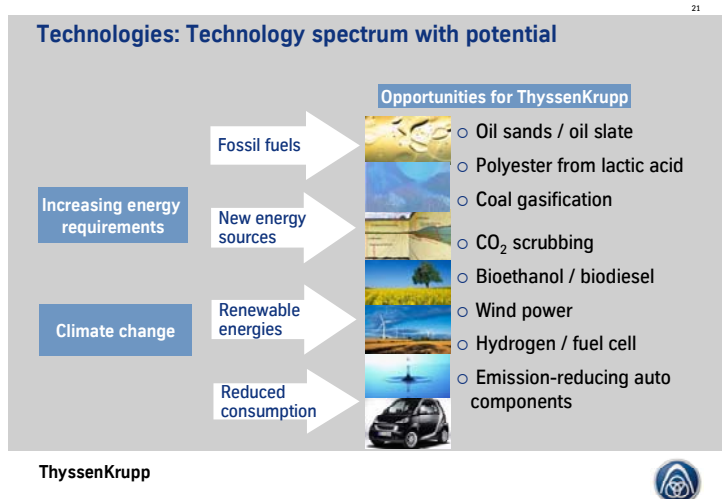 21
Technologies: Technology spectrum with potential
Opportunities for ThyssenKrupp
Fossil fuels
New energy
sources
Renewable
energies
Reduced
consumption
Increasing energy
requirements
Climate change
○ Oil sands / oil slate
○ Polyester from lactic acid
○ Coal gasification
○ CO₂ scrubbing
○ Bioethanol / biodiesel
○ Wind power
○ Hydrogen / fuel cell
○ Emission-reducing auto
components
ThyssenKrupp